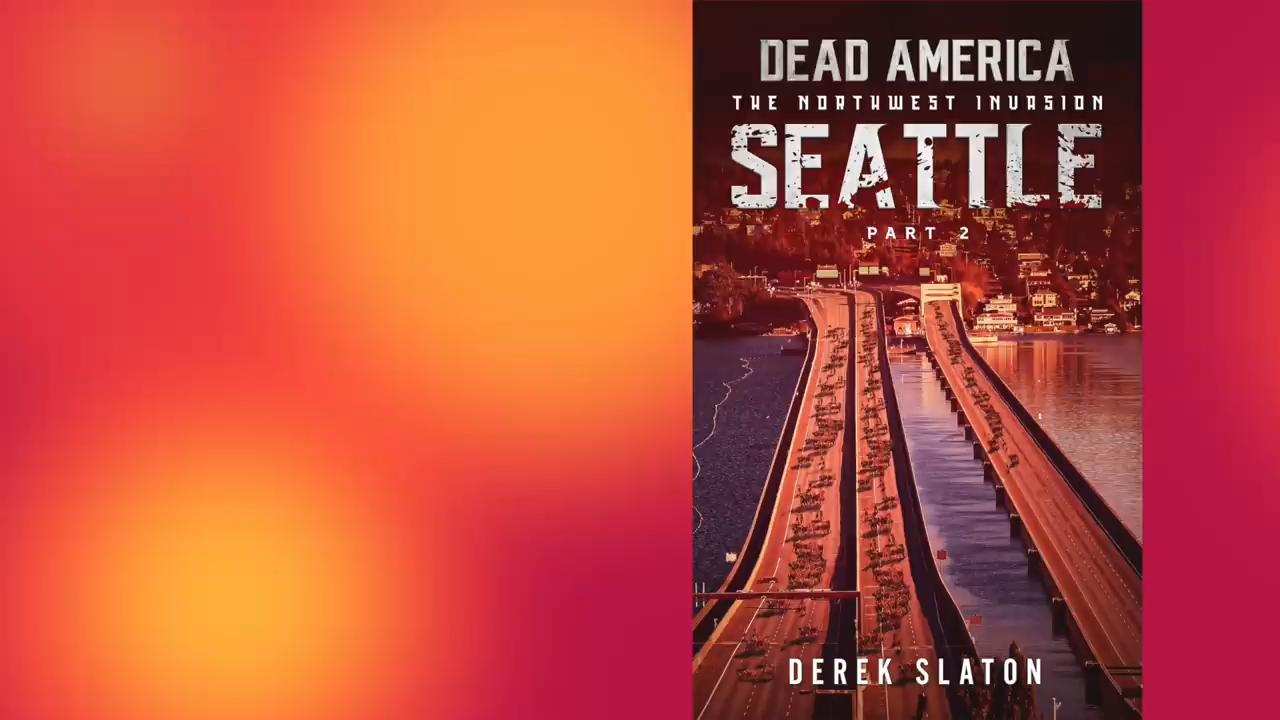 DEAD AMERICA
THE NORTHWEST INVASION
SEATTLE
PART 2
DEREK SLATON